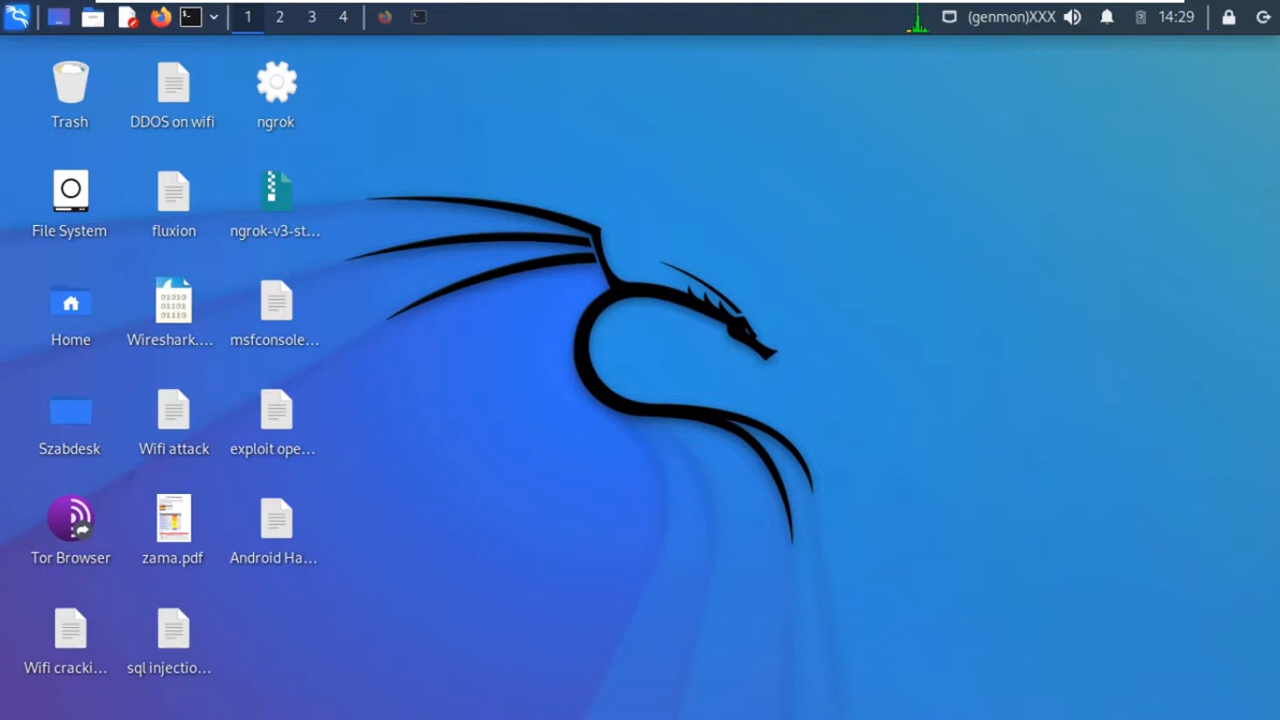 1 2 3 4 (genmon)XXX 14:29
Trash DDOS on wifi ngrok
File System fluxion ngrok-v3-st...
Home Wireshark.... msfconsole...
Szabdesk Wifi attack exploit ope...
Tor Browser zama.pdf Android Ha...
Wifi cracki... sql injectio...